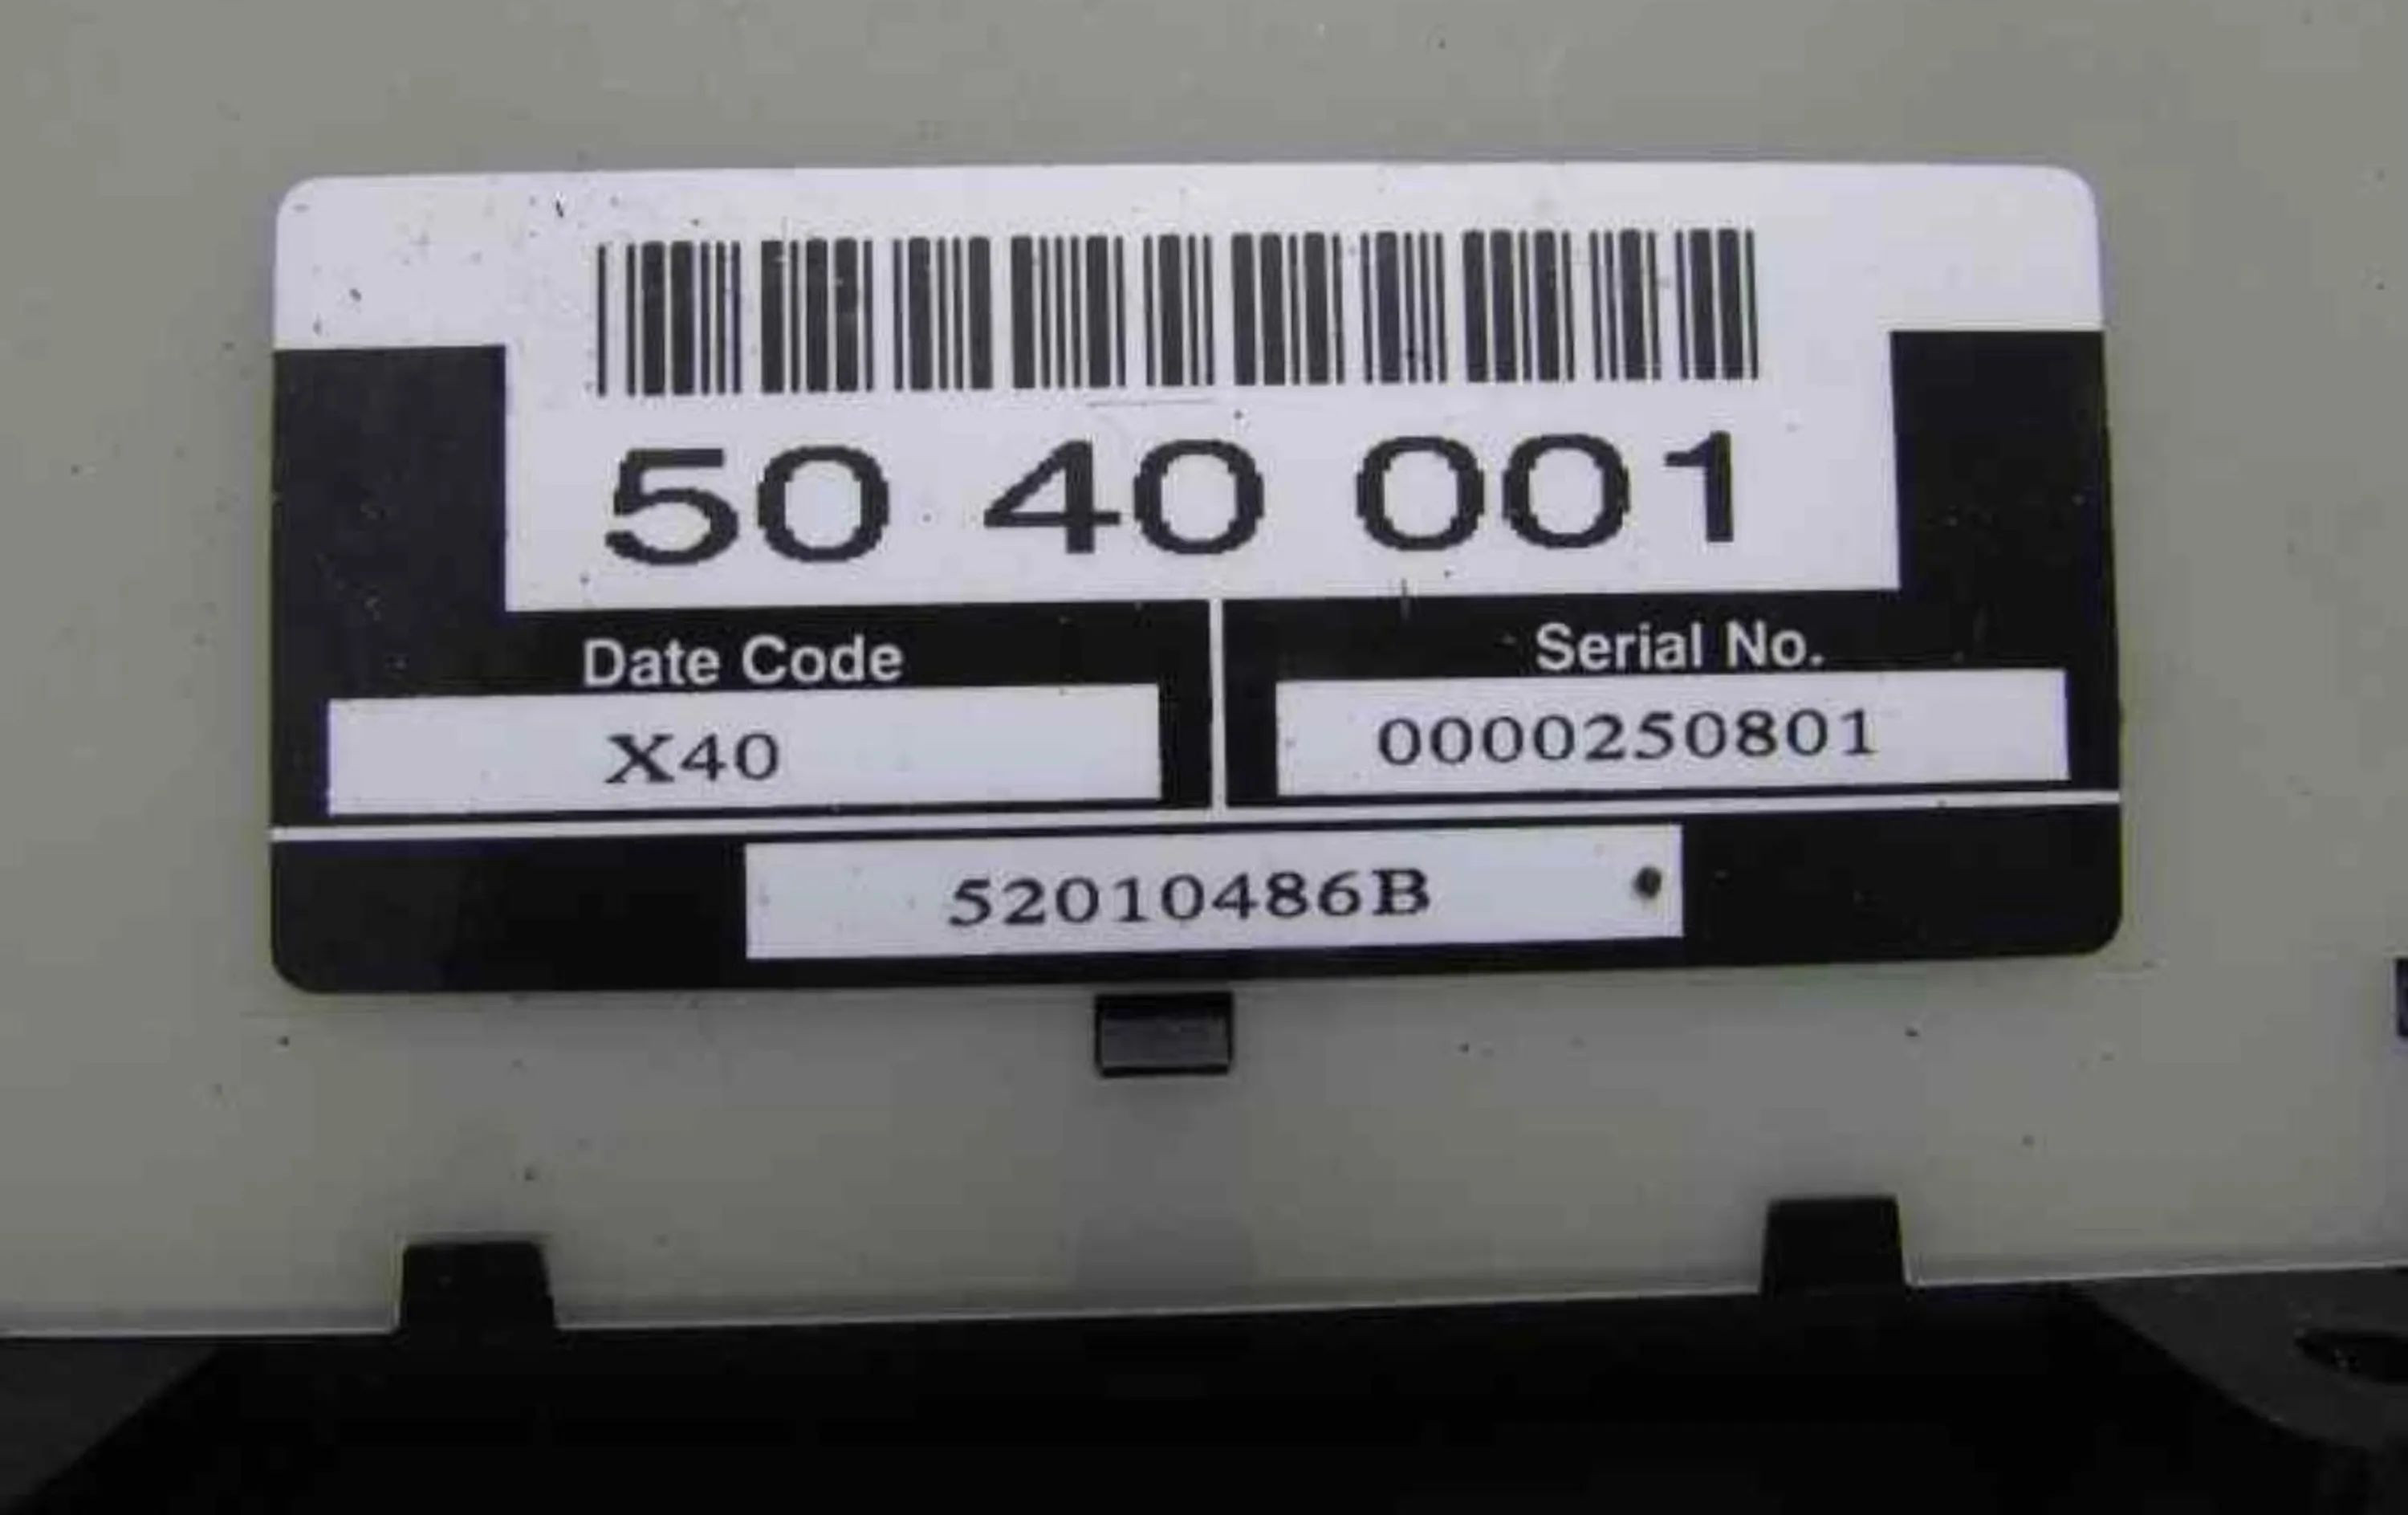 50 40 001
Date Code
Serial No.
X40
0000250801
52010486B